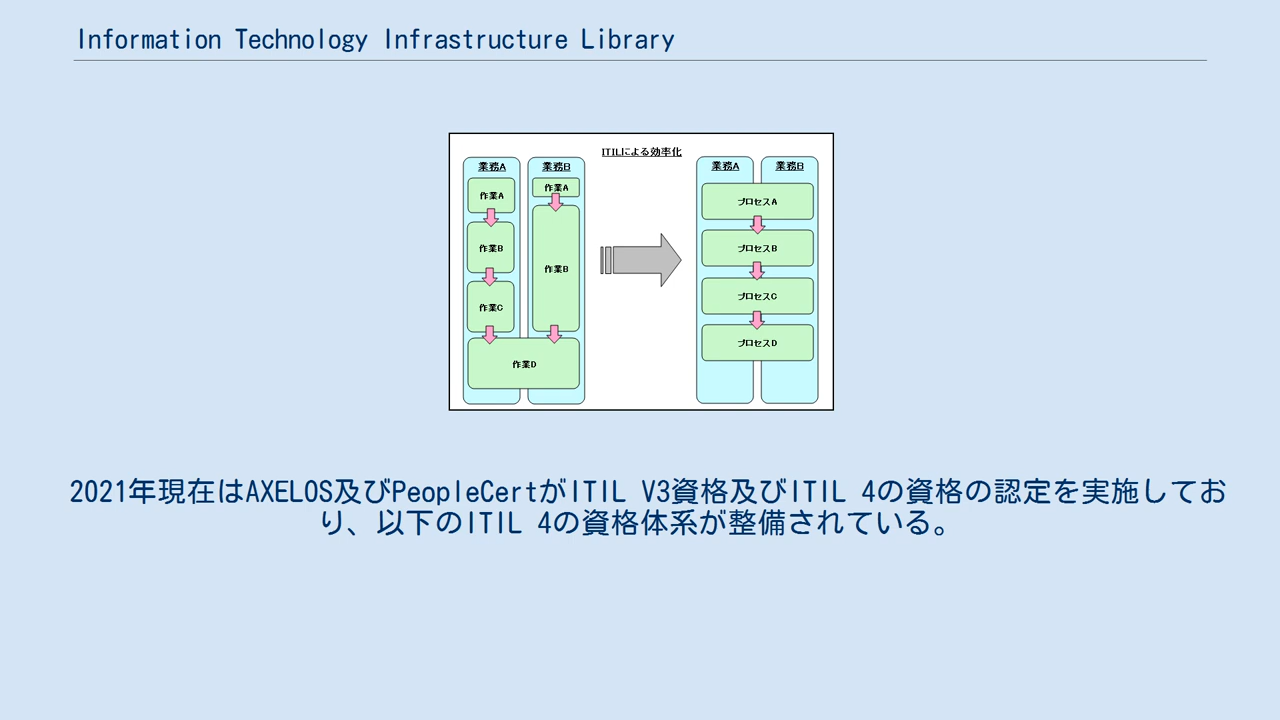 Information Technology Infrastructure Library
ITILによる効率化
業務A
業務B
作業A
作業B
作業C
作業A
作業B
作業D
業務A
業務B
プロセスA
プロセスB
プロセスC
プロセスD
2021年現在はAXELOS及びPeopleCertがITIL V3資格及びITIL 4の資格の認定を実施してお
り、以下のITIL 4の資格体系が整備されている。